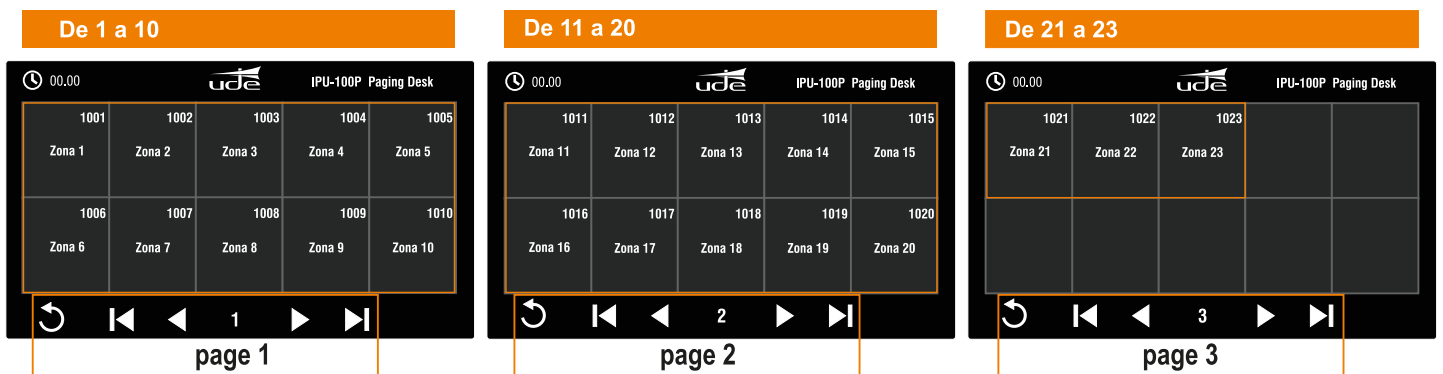 De 1 a 10
00.00 ude IPU-100P Paging Desk
1001 1002 1003 1004 1005
Zona 1 Zona 2 Zona 3 Zona 4 Zona 5
1006 1007 1008 1009 1010
Zona 6 Zona 7 Zona 8 Zona 9 Zona 10
1
page 1
De 11 a 20
00.00 ude IPU-100P Paging Desk
1011 1012 1013 1014 1015
Zona 11 Zona 12 Zona 13 Zona 14 Zona 15
1016 1017 1018 1019 1020
Zona 16 Zona 17 Zona 18 Zona 19 Zona 20
2
page 2
De 21 a 23
00.00 ude IPU-100P Paging Desk
1021 1022 1023
Zona 21 Zona 22 Zona 23
3
page 3